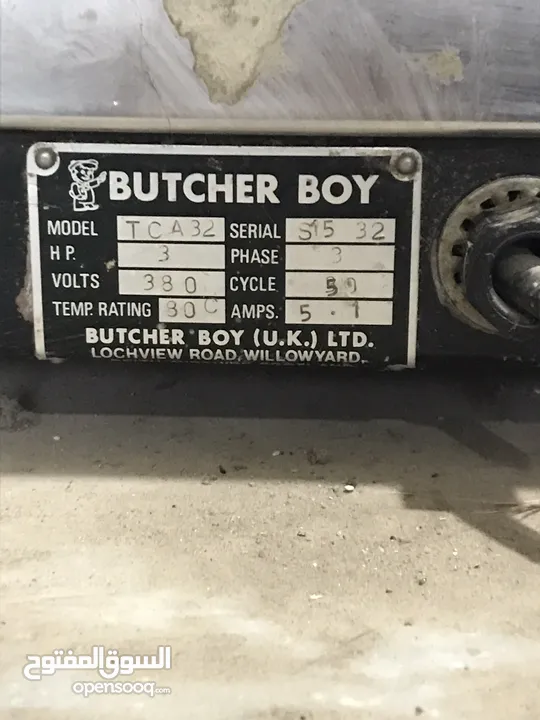 BUTCHER BOY
MODEL TCA32 SERIAL S15 32
H P. 3 PHASE 3
VOLTS 380 CYCLE 50
TEMP. RATING 80C AMPS. 5.1
BUTCHER BOY (U.K.) LTD.
LOCHVIEW ROAD, WILLOWYARD,
السوق المفتوح
opensooq.com